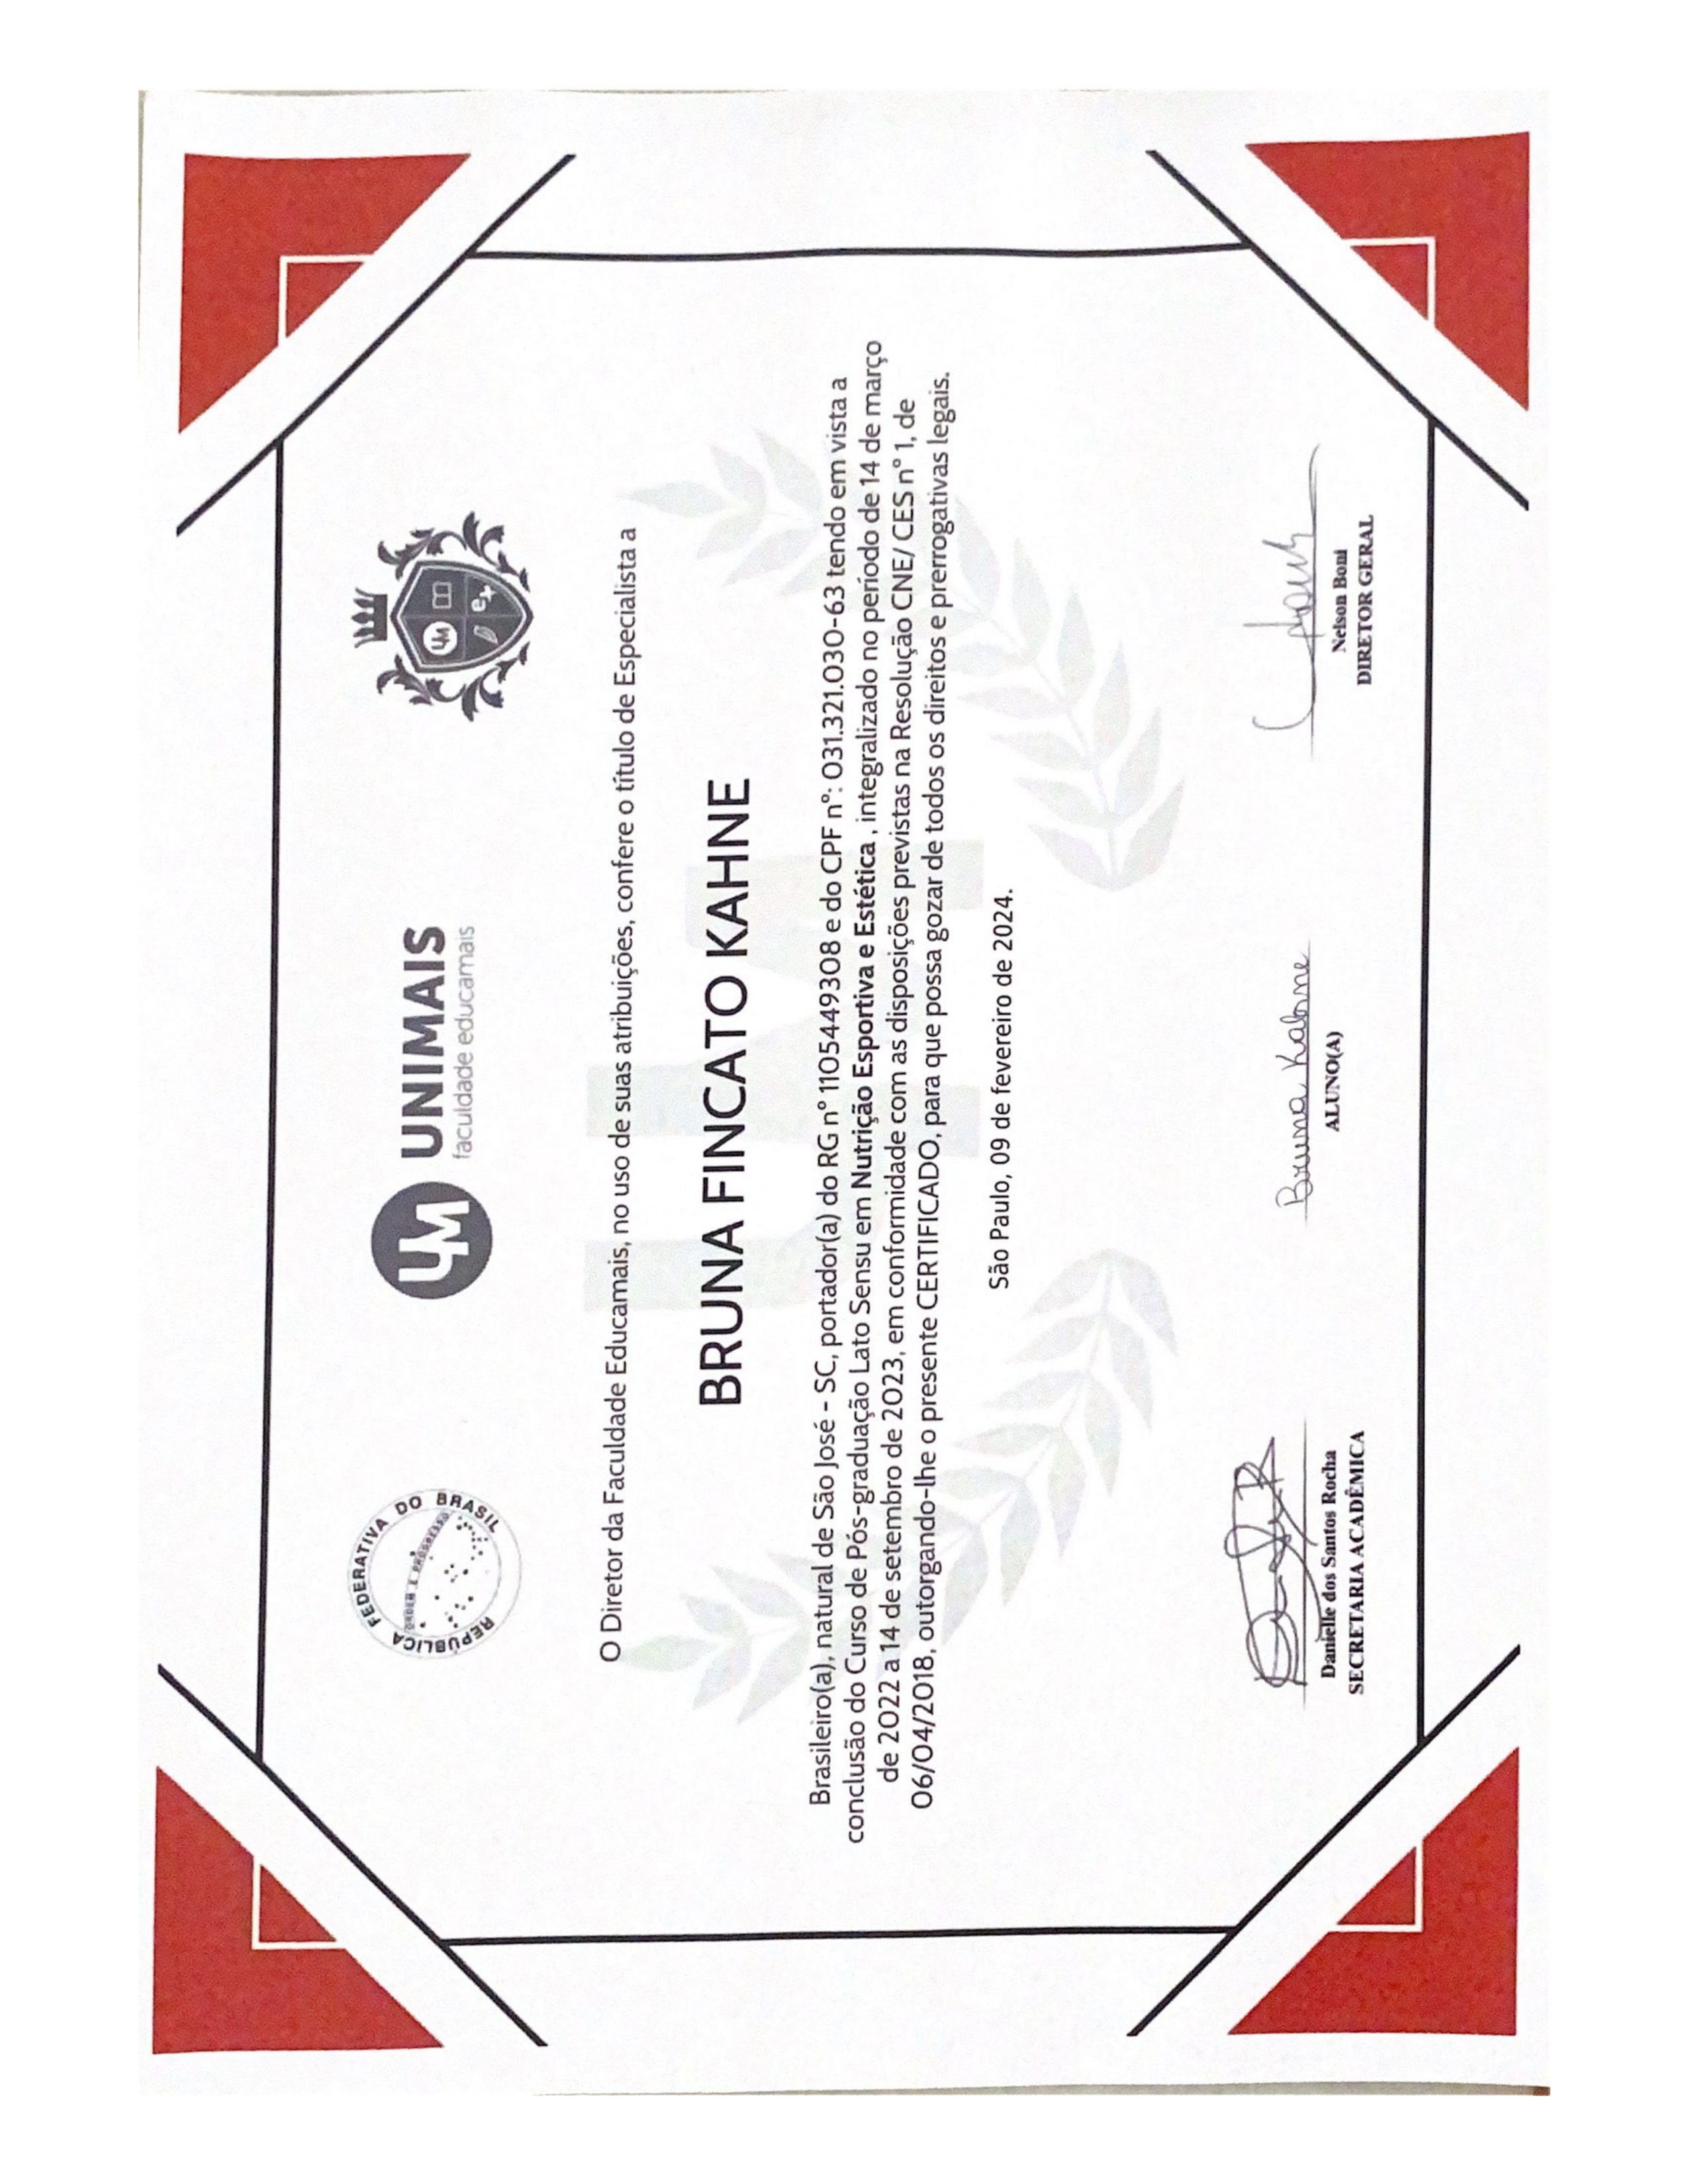 REPÚBLICA FEDERATIVA DO BRASIL
ORDEM E PROGRESSO
UM
UNIMAIS
faculdade educamais
UM
e+
O Diretor da Faculdade Educamais, no uso de suas atribuições, confere o título de Especialista a
BRUNA FINCATO KAHNE
Brasileiro(a), natural de São José - SC, portador(a) do RG nº 1105449308 e do CPF nº: 031.321.030-63 tendo em vista a
conclusão do Curso de Pós-graduação Lato Sensu em Nutrição Esportiva e Estética , integralizado no período de 14 de março
de 2022 a 14 de setembro de 2023, em conformidade com as disposições previstas na Resolução CNE/ CES nº 1, de
06/04/2018, outorgando-lhe o presente CERTIFICADO, para que possa gozar de todos os direitos e prerrogativas legais.
São Paulo, 09 de fevereiro de 2024.
Bruna Kahne
Danielle dos Santos Rocha
SECRETARIA ACADÊMICA
ALUNO(A)
Nelson Boni
DIRETOR GERAL